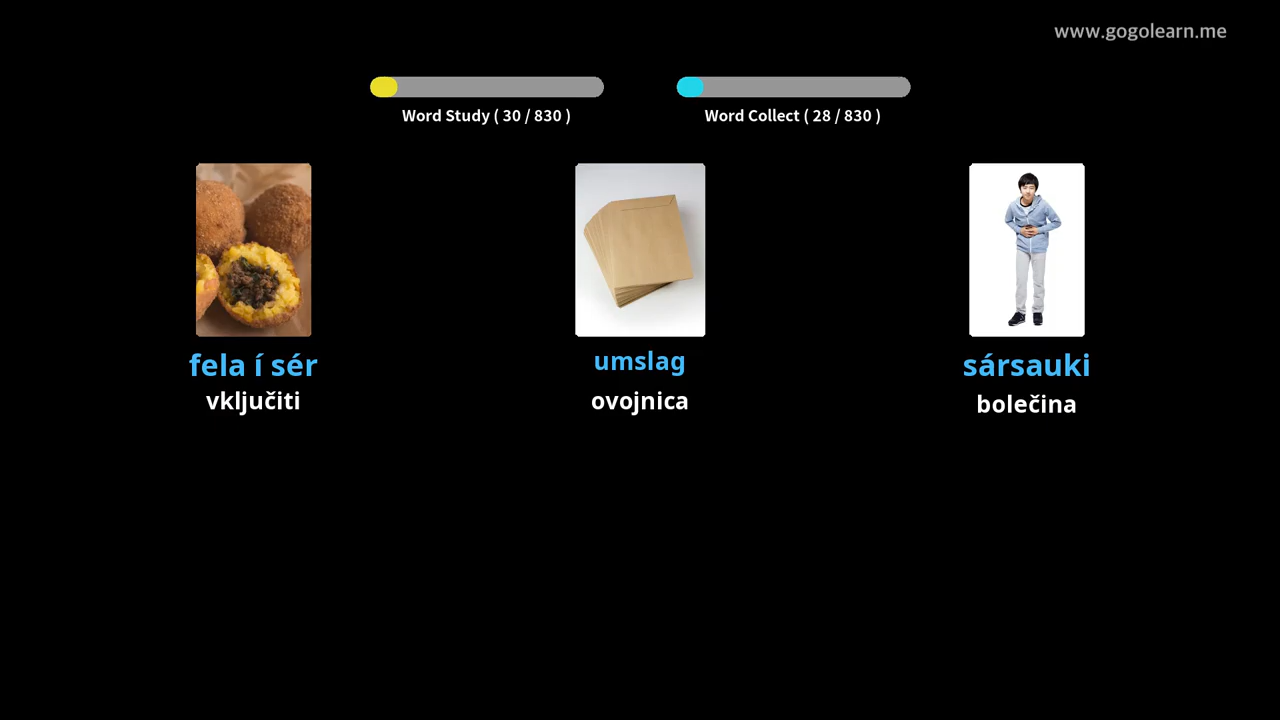 www.gogolearn.me
Word Study ( 30 / 830 )
Word Collect ( 28 / 830 )
fela í sér
vključiti
umslag
ovojnica
sársauki
bolečina